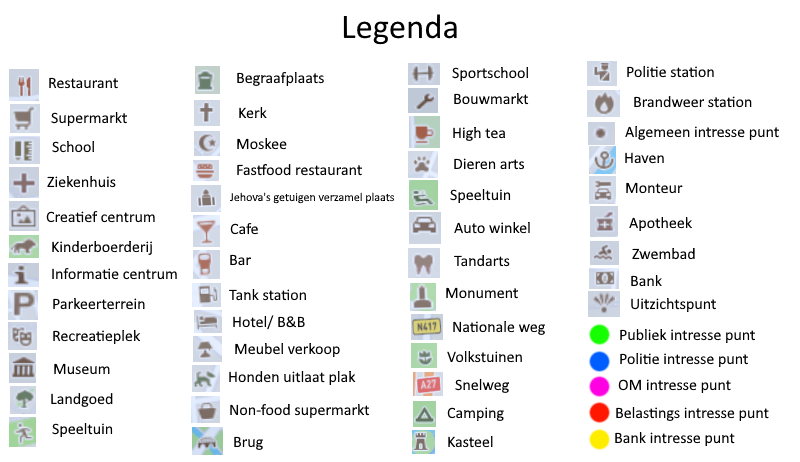 Legenda
Restaurant
Supermarkt
School
Ziekenhuis
Creatief centrum
Kinderboerderij
Informatie centrum
P
Parkeerterrein
Recreatieplek
Museum
Landgoed
Speeltuin
Begraafplaats
Kerk
Moskee
Fastfood restaurant
Jehova's getuigen verzamel plaats
Cafe
Bar
Tank station
Hotel/ B&B
Meubel verkoop
Honden uitlaat plak
Non-food supermarkt
Brug
Sportschool
Bouwmarkt
High tea
Dieren arts
Speeltuin
Auto winkel
Tandarts
Monument
N417 Nationale weg
Volkstuinen
A27 Snelweg
Camping
Kasteel
Politie station
Brandweer station
Algemeen intresse punt
Haven
Monteur
Apotheek
Zwembad
Bank
Uitzichtspunt
Publiek intresse punt
Politie intresse punt
OM intresse punt
Belastings intresse punt
Bank intresse punt